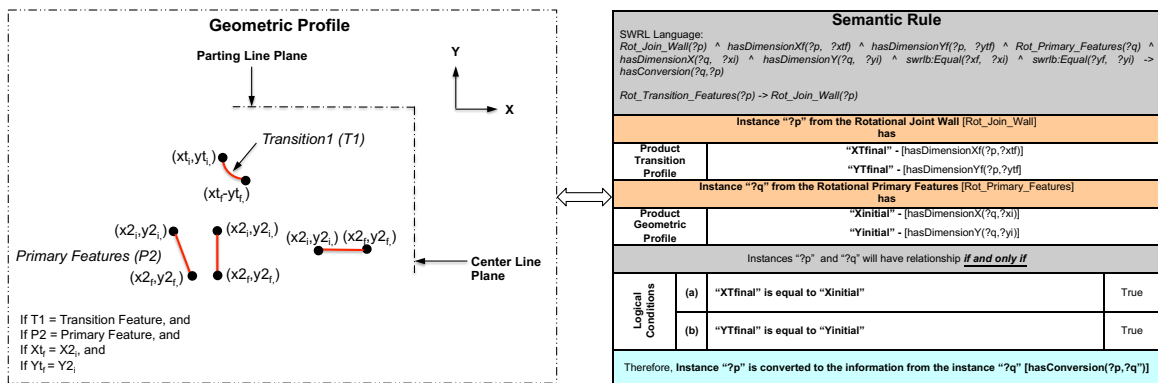 Geometric Profile
Parting Line Plane
Y
X
Transition1 (T1)
(xti,yti,)
(xtf-ytf,)
(x2i,y2i,)
(x2i,y2i,)
(x2i,y2i,)
(x2f,y2f,)
Primary Features (P2)
(x2f,y2f,)
(x2f,y2f,)
Center Line
Plane
If T1 = Transition Feature, and
If P2 = Primary Feature, and
If Xtf = X2i, and
If Ytf = Y2i
Semantic Rule
SWRL Language:
Rot_Join_Wall(?p) ^ hasDimensionXf(?p, ?xtf) ^ hasDimensionYf(?p, ?ytf) ^ Rot_Primary_Features(?q) ^
hasDimensionX(?q, ?xi) ^ hasDimensionY(?q, ?yi) ^ swrlb:Equal(?xf, ?xi) ^ swrlb:Equal(?yf, ?yi) ->
hasConversion(?q,?p)
Rot_Transition_Features(?p) -> Rot_Join_Wall(?p)
Instance “?p” from the Rotational Joint Wall [Rot_Join_Wall]
has
Product
Transition
Profile
“XTfinal” - [hasDimensionXf(?p,?xtf)]
“YTfinal” - [hasDimensionYf(?p,?ytf]
Instance “?q” from the Rotational Primary Features [Rot_Primary_Features]
has
Product
Geometric
Profile
“Xinitial” - [hasDimensionX(?q,?xi)]
“Yinitial” - [hasDimensionY(?q,?yi)]
Instances “?p” and “?q” will have relationship if and only if
Logical
Conditions
(a) “XTfinal” is equal to “Xinitial” True
(b) “YTfinal” is equal to “Yinitial” True
Therefore, Instance “?p” is converted to the information from the instance “?q” [hasConversion(?p,?q”)]